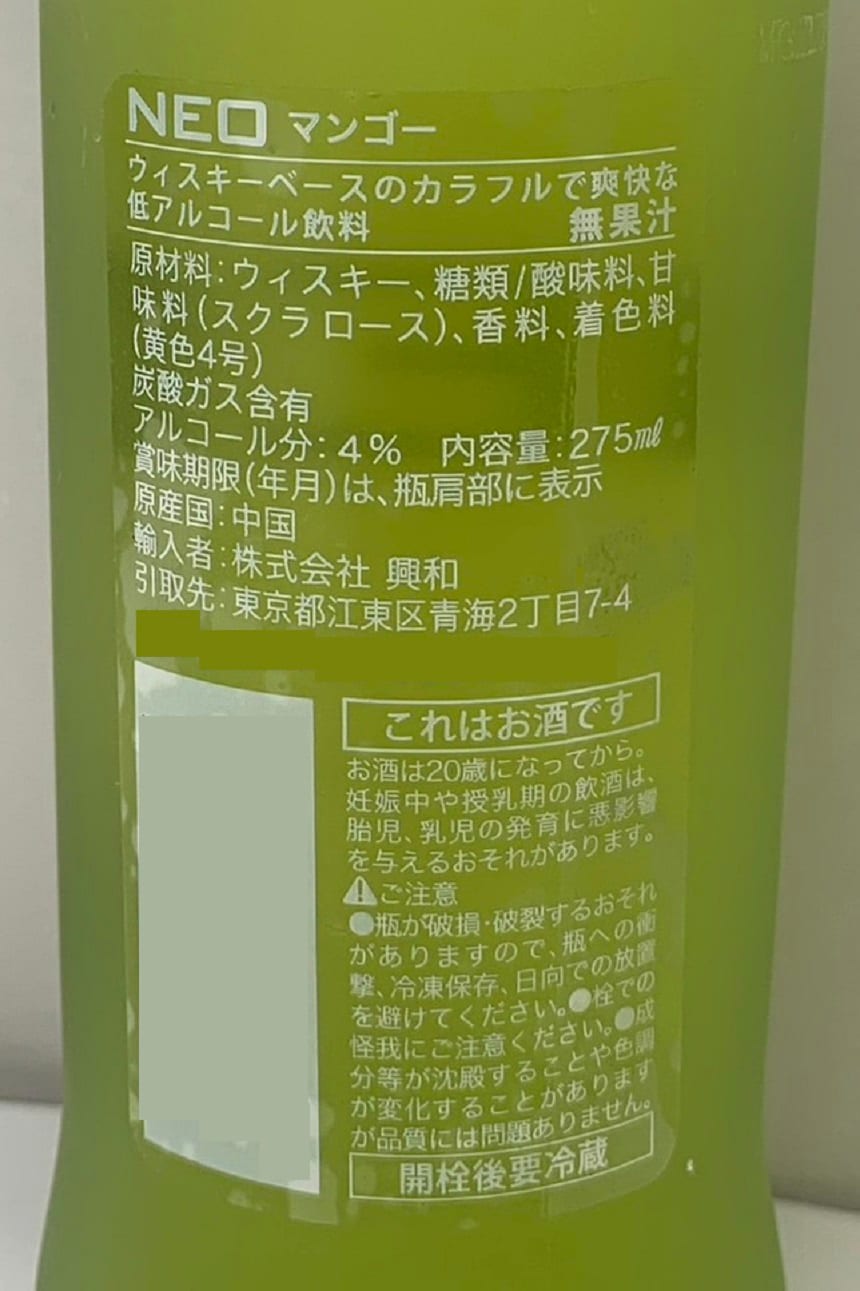 NEO マンゴー
ウィスキーベースのカラフルで爽快な
低アルコール飲料 無果汁
原材料:ウィスキー、糖類/酸味料、甘
味料(スクラロース)、香料、着色料
(黄色4号)
炭酸ガス含有
アルコール分:4% 内容量:275㎖
賞味期限(年月)は、瓶肩部に表示
原産国:中国
輸入者:株式会社 興和
引取先:東京都江東区青海2丁目7-4
これはお酒です
お酒は20歳になってから。
妊娠中や授乳期の飲酒は、
胎児、乳児の発育に悪影響
を与えるおそれがあります。
⚠ご注意
●瓶が破損・破裂するおそれ
がありますので、瓶への衝
撃、冷凍保存、日向での放置
を避けてください。●栓での
怪我にご注意ください。●成
分等が沈殿することや色調
が変化することがあります
が品質には問題ありません。
開栓後要冷蔵